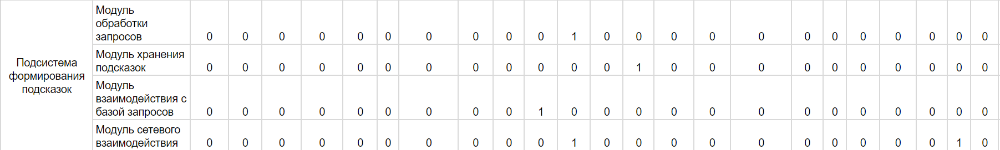 Подсистема
формирования
подсказок
Модуль
обработки
запросов 0 0 0 0 0 0 0 0 0 0 1 0 0 0 0 0 0 0 0 0 0 0 0
Модуль хранения
подсказок 0 0 0 0 0 0 0 0 0 0 0 0 1 0 0 0 0 0 0 0 0 0 0
Модуль
взаимодействия с
базой запросов 0 0 0 0 0 0 0 0 0 1 0 0 0 0 0 0 0 0 0 0 0 0 0
Модуль сетевого
взаимодействия 0 0 0 0 0 0 0 0 0 0 1 0 0 0 0 0 0 0 0 0 0 1 0